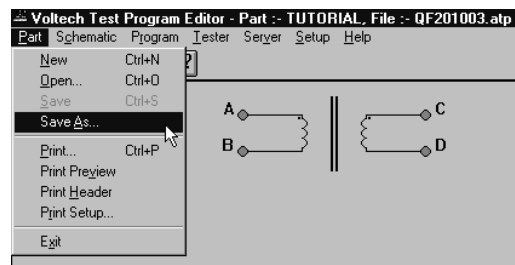 Voltech Test Program Editor - Part :- TUTORIAL, File :- QF201003.atp
Part Schematic Program Tester Server Setup Help
New Ctrl+N
Open... Ctrl+O
Save Ctrl+S
Save As...
Print... Ctrl+P
Print Preview
Print Header
Print Setup...
Exit
?
A
B
C
D